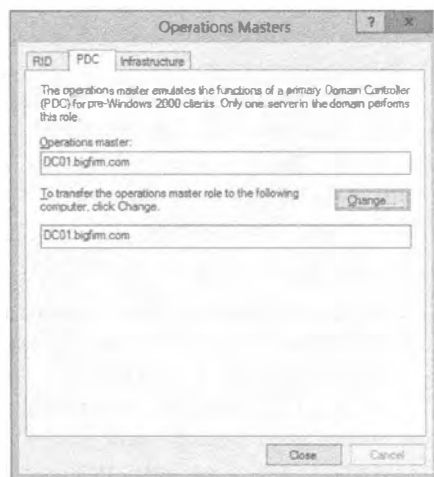 Operations Masters
? x
RID PDC Infrastructure
The operations master emulates the functions of a primary Domain Controller
(PDC) for pre-Windows 2000 clients. Only one server in the domain performs
this role.
Operations master:
DC01.bigfirm.com
To transfer the operations master role to the following
computer, click Change.
Change...
DC01.bigfirm.com
Close Cancel